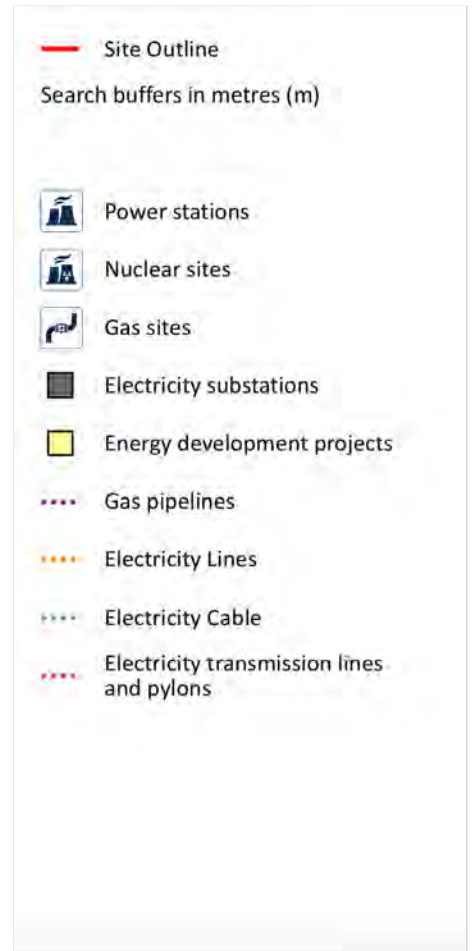 Site Outline
Search buffers in metres (m)
Power stations
Nuclear sites
Gas sites
Electricity substations
Energy development projects
Gas pipelines
Electricity Lines
Electricity Cable
Electricity transmission lines
and pylons